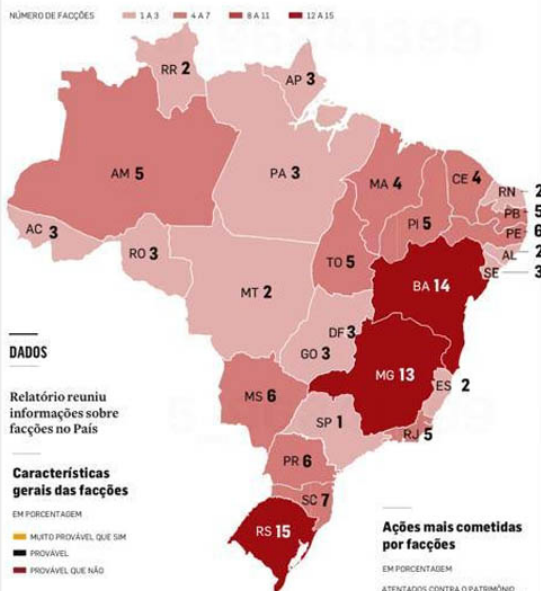 NÚMERO DE FACÇÕES 1 A 3 4 A 7 8 A 11 12 A 15
RR 2
AP 3
AM 5
PA 3
MA 4
CE 4
RN 2
PB 5
PI 5
PE 6
AC 3
AL 2
RO 3
TO 5
SE 3
BA 14
MT 2
DF 3
GO 3
MG 13
ES 2
MS 6
SP 1
RJ 5
PR 6
SC 7
RS 15
DADOS
Relatório reuniu
informações sobre
facções no País
Características
gerais das facções
EM PORCENTAGEM
MUITO PROVÁVEL QUE SIM
PROVÁVEL
PROVÁVEL QUE NÃO
Ações mais cometidas
por facções
EM PORCENTAGEM
ATENTADOS CONTRA O PATRIMÔNIO